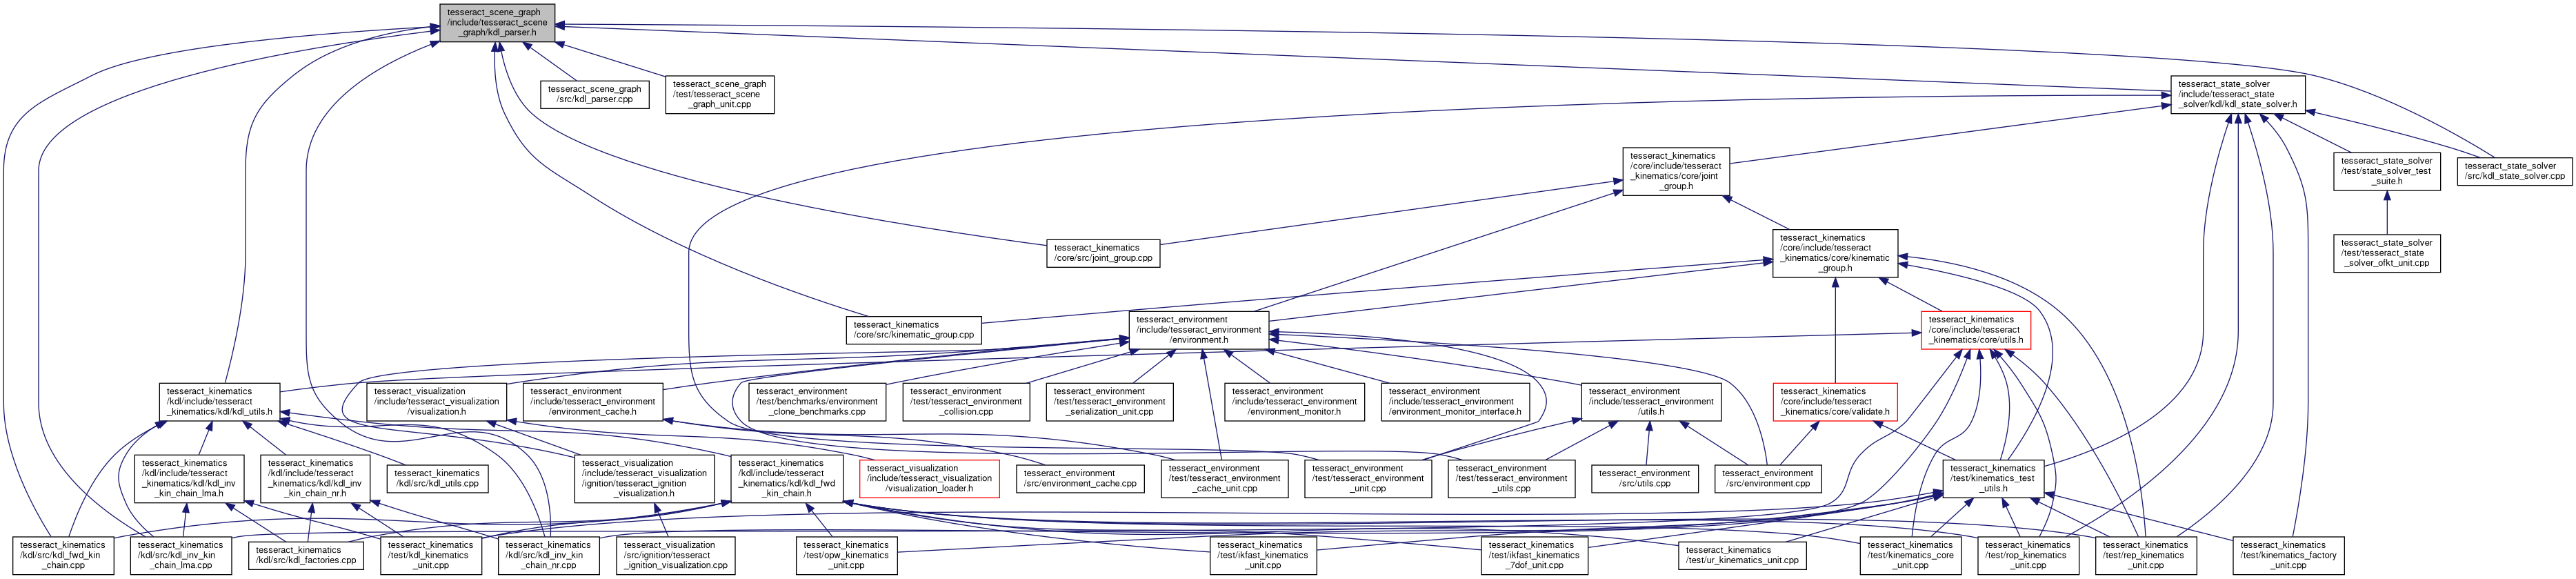 tesseract_scene_graph
/include/tesseract_scene
_graph/kdl_parser.h
tesseract_scene_graph
/src/kdl_parser.cpp
tesseract_scene_graph
/test/tesseract_scene
_graph_unit.cpp
tesseract_state_solver
/include/tesseract_state
_solver/kdl/kdl_state_solver.h
tesseract_kinematics
/core/include/tesseract
_kinematics/core/joint
_group.h
tesseract_state_solver
/test/state_solver_test
_suite.h
tesseract_state_solver
/src/kdl_state_solver.cpp
tesseract_kinematics
/core/src/joint_group.cpp
tesseract_kinematics
/core/include/tesseract
_kinematics/core/kinematic
_group.h
tesseract_state_solver
/test/tesseract_state
_solver_ofkt_unit.cpp
tesseract_kinematics
/core/src/kinematic_group.cpp
tesseract_environment
/include/tesseract_environment
/environment.h
tesseract_kinematics
/core/include/tesseract
_kinematics/core/utils.h
tesseract_kinematics
/kdl/include/tesseract
_kinematics/kdl/kdl_utils.h
tesseract_visualization
/include/tesseract_visualization
/visualization.h
tesseract_environment
/include/tesseract_environment
/environment_cache.h
tesseract_environment
/test/benchmarks/environment
_clone_benchmarks.cpp
tesseract_environment
/test/tesseract_environment
_collision.cpp
tesseract_environment
/test/tesseract_environment
_serialization_unit.cpp
tesseract_environment
/include/tesseract_environment
/environment_monitor.h
tesseract_environment
/include/tesseract_environment
/environment_monitor_interface.h
tesseract_environment
/include/tesseract_environment
/utils.h
tesseract_kinematics
/core/include/tesseract
_kinematics/core/validate.h
tesseract_kinematics
/kdl/include/tesseract
_kinematics/kdl/kdl_inv
_kin_chain_lma.h
tesseract_kinematics
/kdl/include/tesseract
_kinematics/kdl/kdl_inv
_kin_chain_nr.h
tesseract_kinematics
/kdl/src/kdl_utils.cpp
tesseract_visualization
/include/tesseract_visualization
/ignition/tesseract_ignition
_visualization.h
tesseract_kinematics
/kdl/include/tesseract
_kinematics/kdl/kdl_fwd
_kin_chain.h
tesseract_visualization
/include/tesseract_visualization
/visualization_loader.h
tesseract_environment
/src/environment_cache.cpp
tesseract_environment
/test/tesseract_environment
_cache_unit.cpp
tesseract_environment
/test/tesseract_environment
_unit.cpp
tesseract_environment
/test/tesseract_environment
_utils.cpp
tesseract_environment
/src/utils.cpp
tesseract_environment
/src/environment.cpp
tesseract_kinematics
/test/kinematics_test
_utils.h
tesseract_kinematics
/kdl/src/kdl_fwd_kin
_chain.cpp
tesseract_kinematics
/kdl/src/kdl_inv_kin
_chain_lma.cpp
tesseract_kinematics
/kdl/src/kdl_factories.cpp
tesseract_kinematics
/test/kdl_kinematics
_unit.cpp
tesseract_kinematics
/kdl/src/kdl_inv_kin
_chain_nr.cpp
tesseract_visualization
/src/ignition/tesseract
_ignition_visualization.cpp
tesseract_kinematics
/test/opw_kinematics
_unit.cpp
tesseract_kinematics
/test/ikfast_kinematics
_unit.cpp
tesseract_kinematics
/test/ikfast_kinematics
_7dof_unit.cpp
tesseract_kinematics
/test/ur_kinematics_unit.cpp
tesseract_kinematics
/test/kinematics_core
_unit.cpp
tesseract_kinematics
/test/rop_kinematics
_unit.cpp
tesseract_kinematics
/test/rep_kinematics
_unit.cpp
tesseract_kinematics
/test/kinematics_factory
_unit.cpp